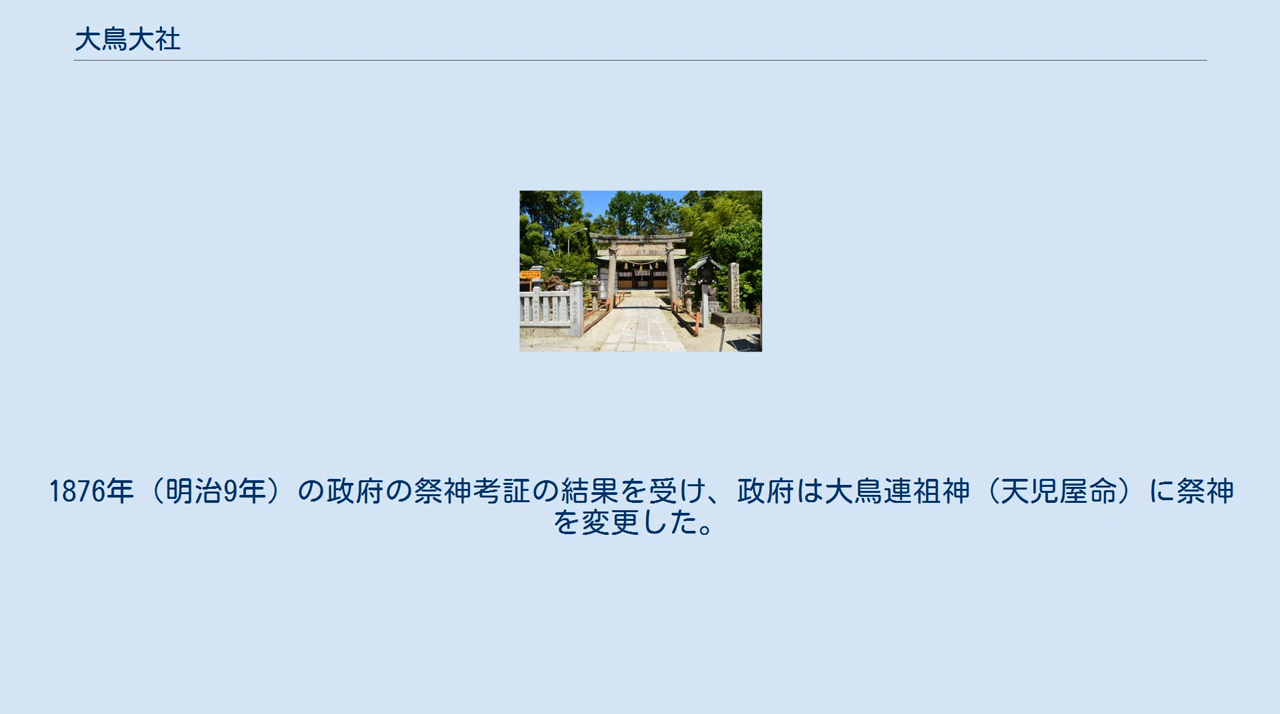 大鳥大社
1876年（明治9年）の政府の祭神考証の結果を受け、政府は大鳥連祖神（天児屋命）に祭神
を変更した。